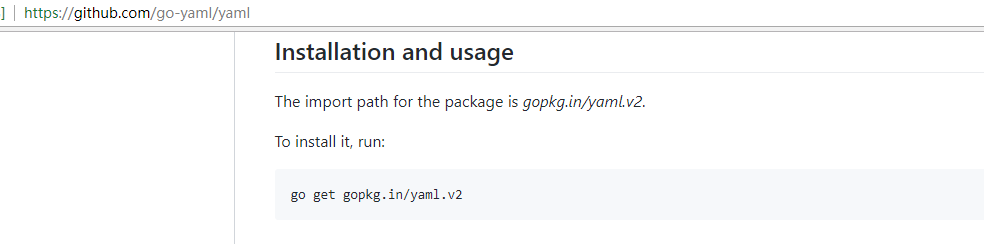 ] | https://github.com/go-yaml/yaml
Installation and usage
The import path for the package is gopkg.in/yaml.v2.
To install it, run:
go get gopkg.in/yaml.v2